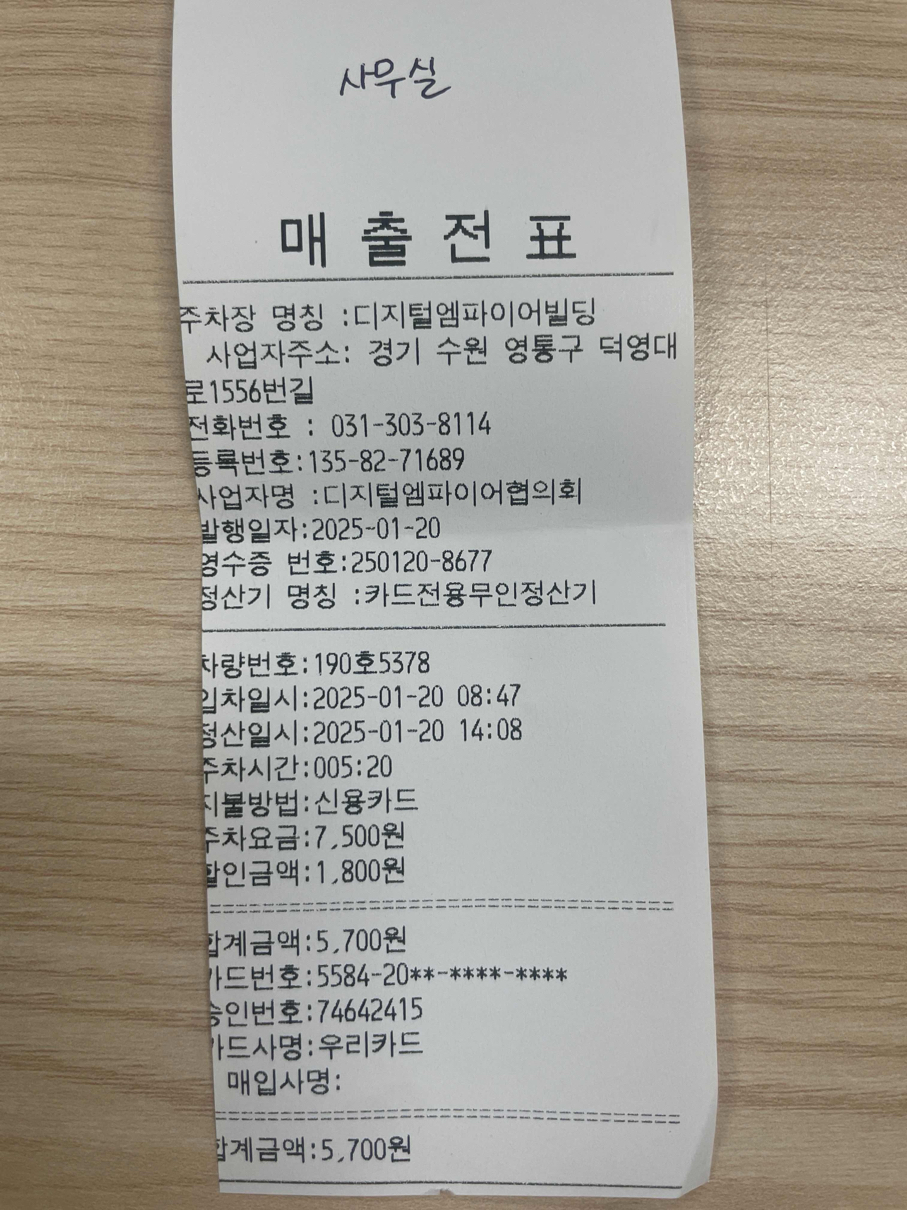 사무실
매 출 전 표
주차장 명칭 :디지털엠파이어빌딩
사업자주소: 경기 수원 영통구 덕영대
로1556번길
전화번호 : 031-303-8114
등록번호:135-82-71689
사업자명 :디지털엠파이어협의회
발행일자:2025-01-20
영수증 번호:250120-8677
정산기 명칭 :카드전용무인정산기
차량번호:190호5378
입차일시:2025-01-20 08:47
정산일시:2025-01-20 14:08
주차시간:005:20
지불방법:신용카드
주차요금:7,500원
할인금액:1,800원
합계금액:5,700원
카드번호:5584-20**-****-****
승인번호:74642415
카드사명:우리카드
매입사명:
합계금액:5,700원